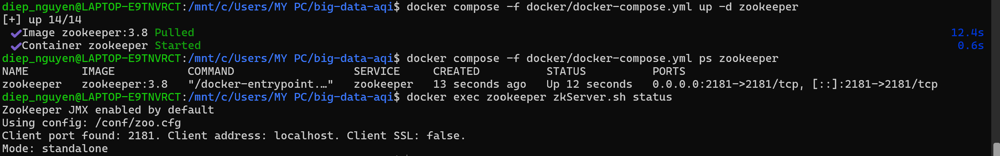 diep_nguyen@LAPTOP-E9TNVRCT:/mnt/c/Users/MY PC/big-data-aqi$ docker compose -f docker/docker-compose.yml up -d zookeeper
[+] up 14/14
✔Image zookeeper:3.8 Pulled 12.4s
✔Container zookeeper Started 0.6s
diep_nguyen@LAPTOP-E9TNVRCT:/mnt/c/Users/MY PC/big-data-aqi$ docker compose -f docker/docker-compose.yml ps zookeeper
NAME IMAGE COMMAND SERVICE CREATED STATUS PORTS
zookeeper zookeeper:3.8 "/docker-entrypoint.…" zookeeper 13 seconds ago Up 12 seconds 0.0.0.0:2181->2181/tcp, [::]:2181->2181/tcp
diep_nguyen@LAPTOP-E9TNVRCT:/mnt/c/Users/MY PC/big-data-aqi$ docker exec zookeeper zkServer.sh status
ZooKeeper JMX enabled by default
Using config: /conf/zoo.cfg
Client port found: 2181. Client address: localhost. Client SSL: false.
Mode: standalone